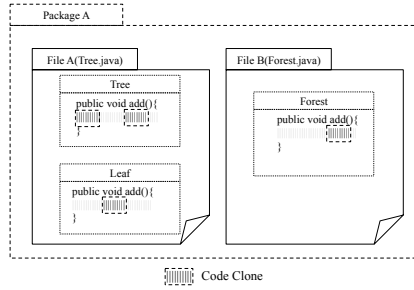 Package A
File A(Tree.java)
Tree
public void add(){
}
Leaf
public void add(){
}
File B(Forest.java)
Forest
public void add(){
}
Code Clone